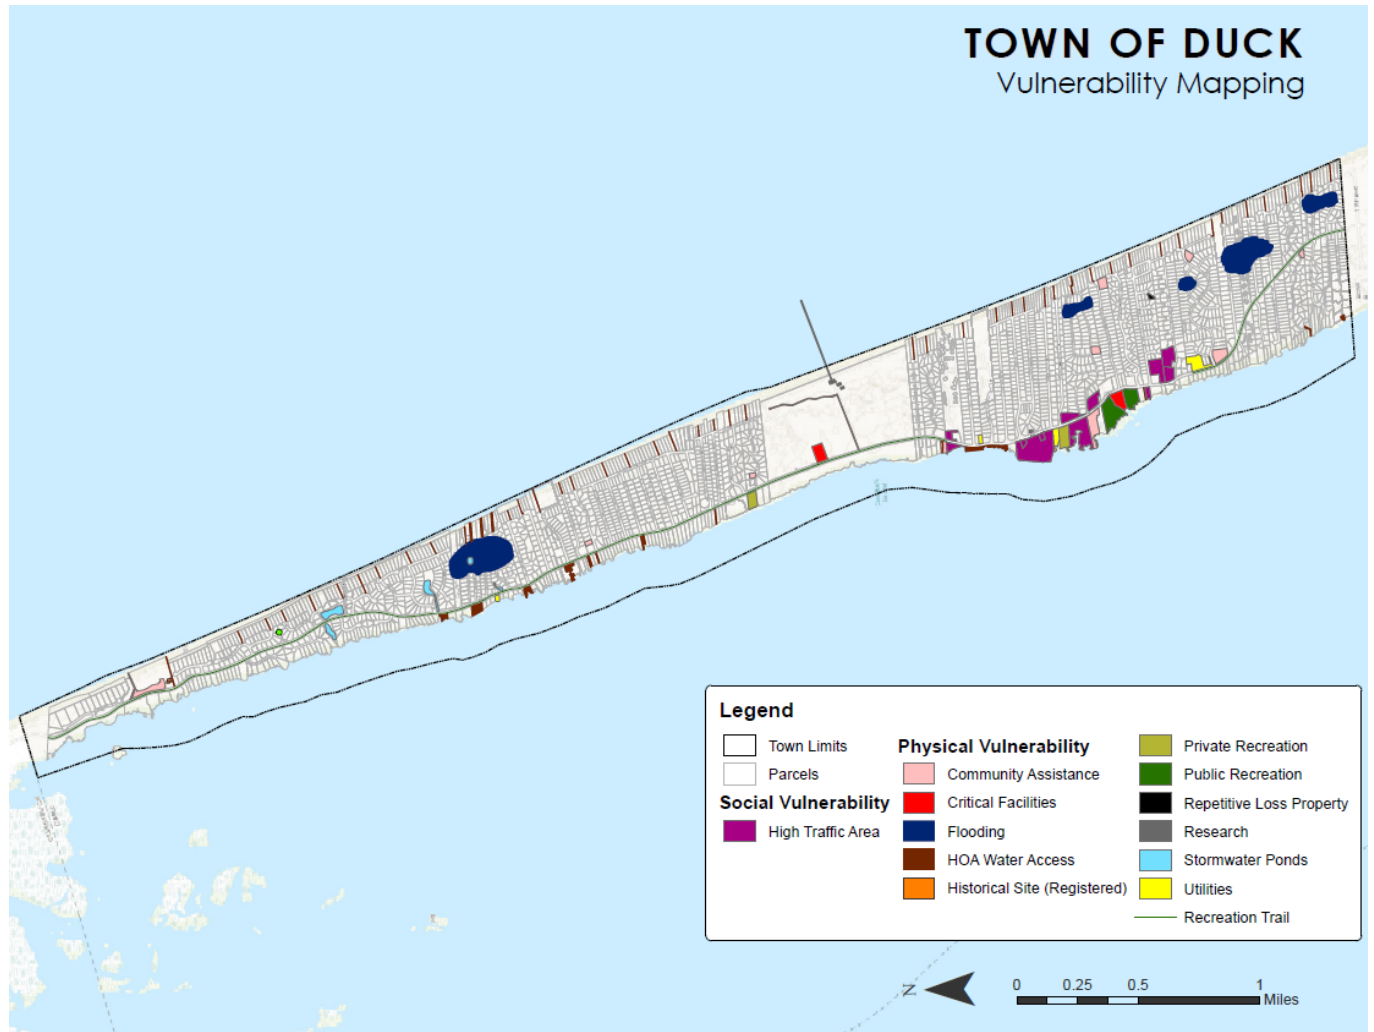 TOWN OF DUCK
Vulnerability Mapping
Legend
Town Limits
Parcels
Social Vulnerability
High Traffic Area
Physical Vulnerability
Community Assistance
Critical Facilities
Flooding
HOA Water Access
Historical Site (Registered)
Private Recreation
Public Recreation
Repetitive Loss Property
Research
Stormwater Ponds
Utilities
Recreation Trail
N
0 0.25 0.5 1
Miles